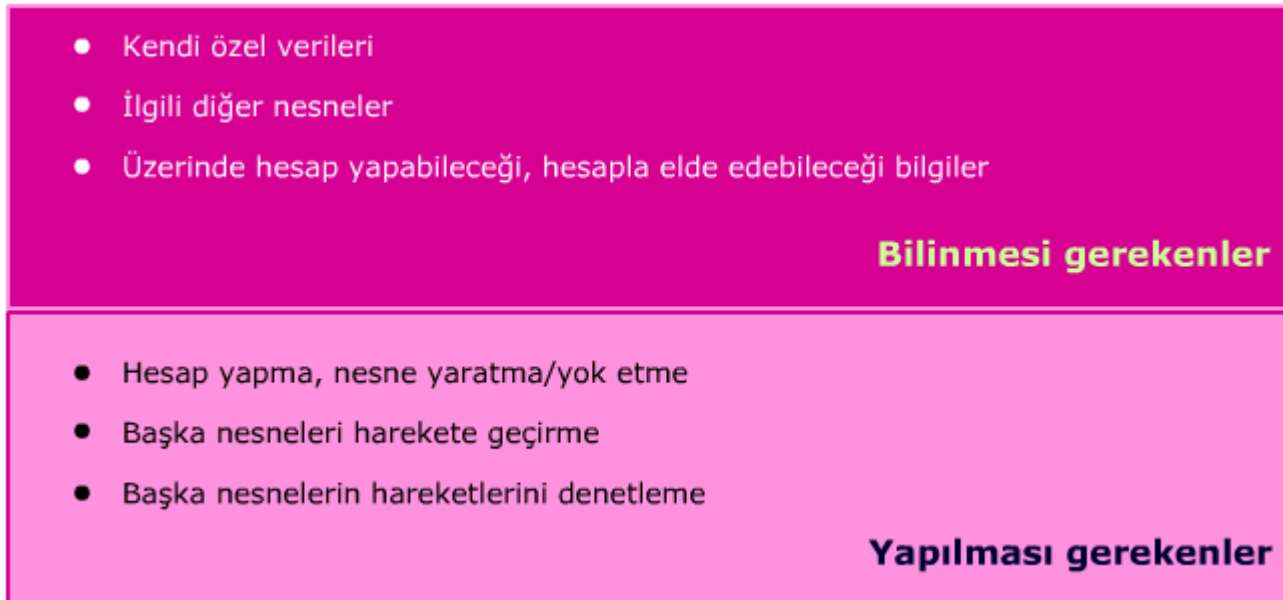 Kendi özel verileri
İlgili diğer nesneler
Üzerinde hesap yapabileceği, hesapla elde edebileceği bilgiler
Bilinmesi gerekenler
Hesap yapma, nesne yaratma/yok etme
Başka nesneleri harekete geçirme
Başka nesnelerin hareketlerini denetleme
Yapılması gerekenler